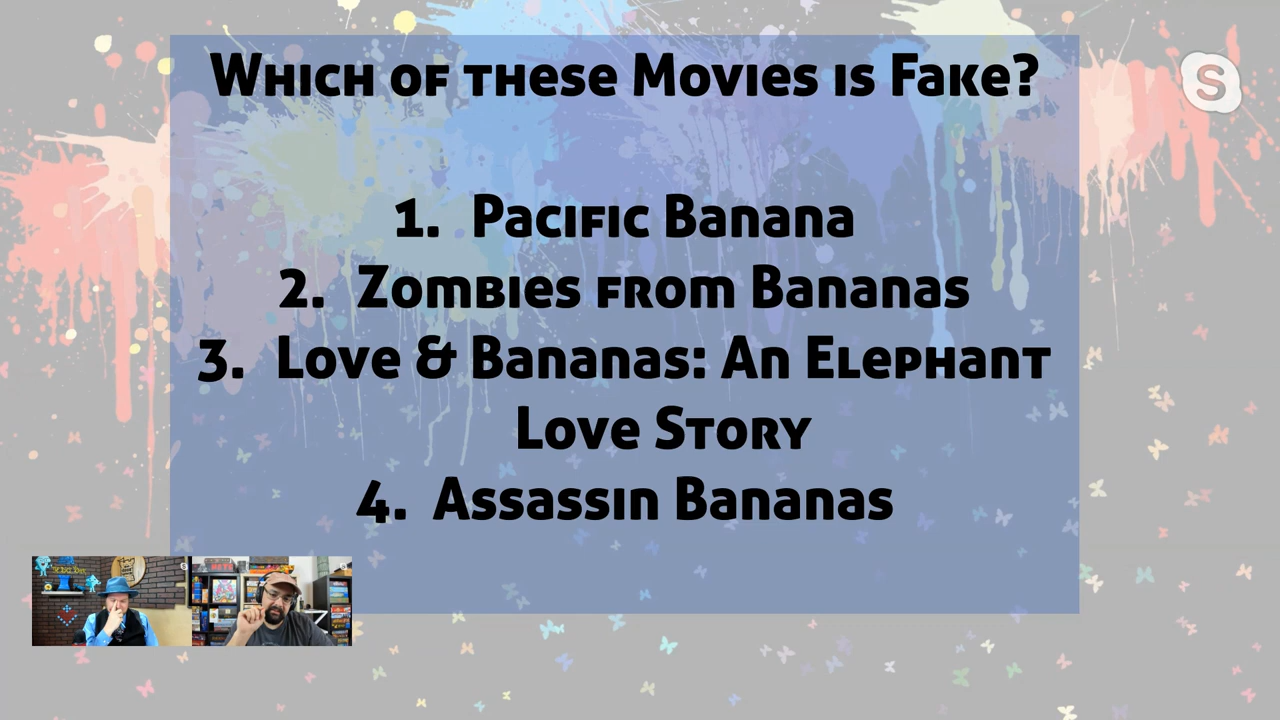 Which of these Movies is Fake?
1. Pacific Banana
2. Zombies from Bananas
3. Love & Bananas: An Elephant
Love Story
4. Assassin Bananas
S